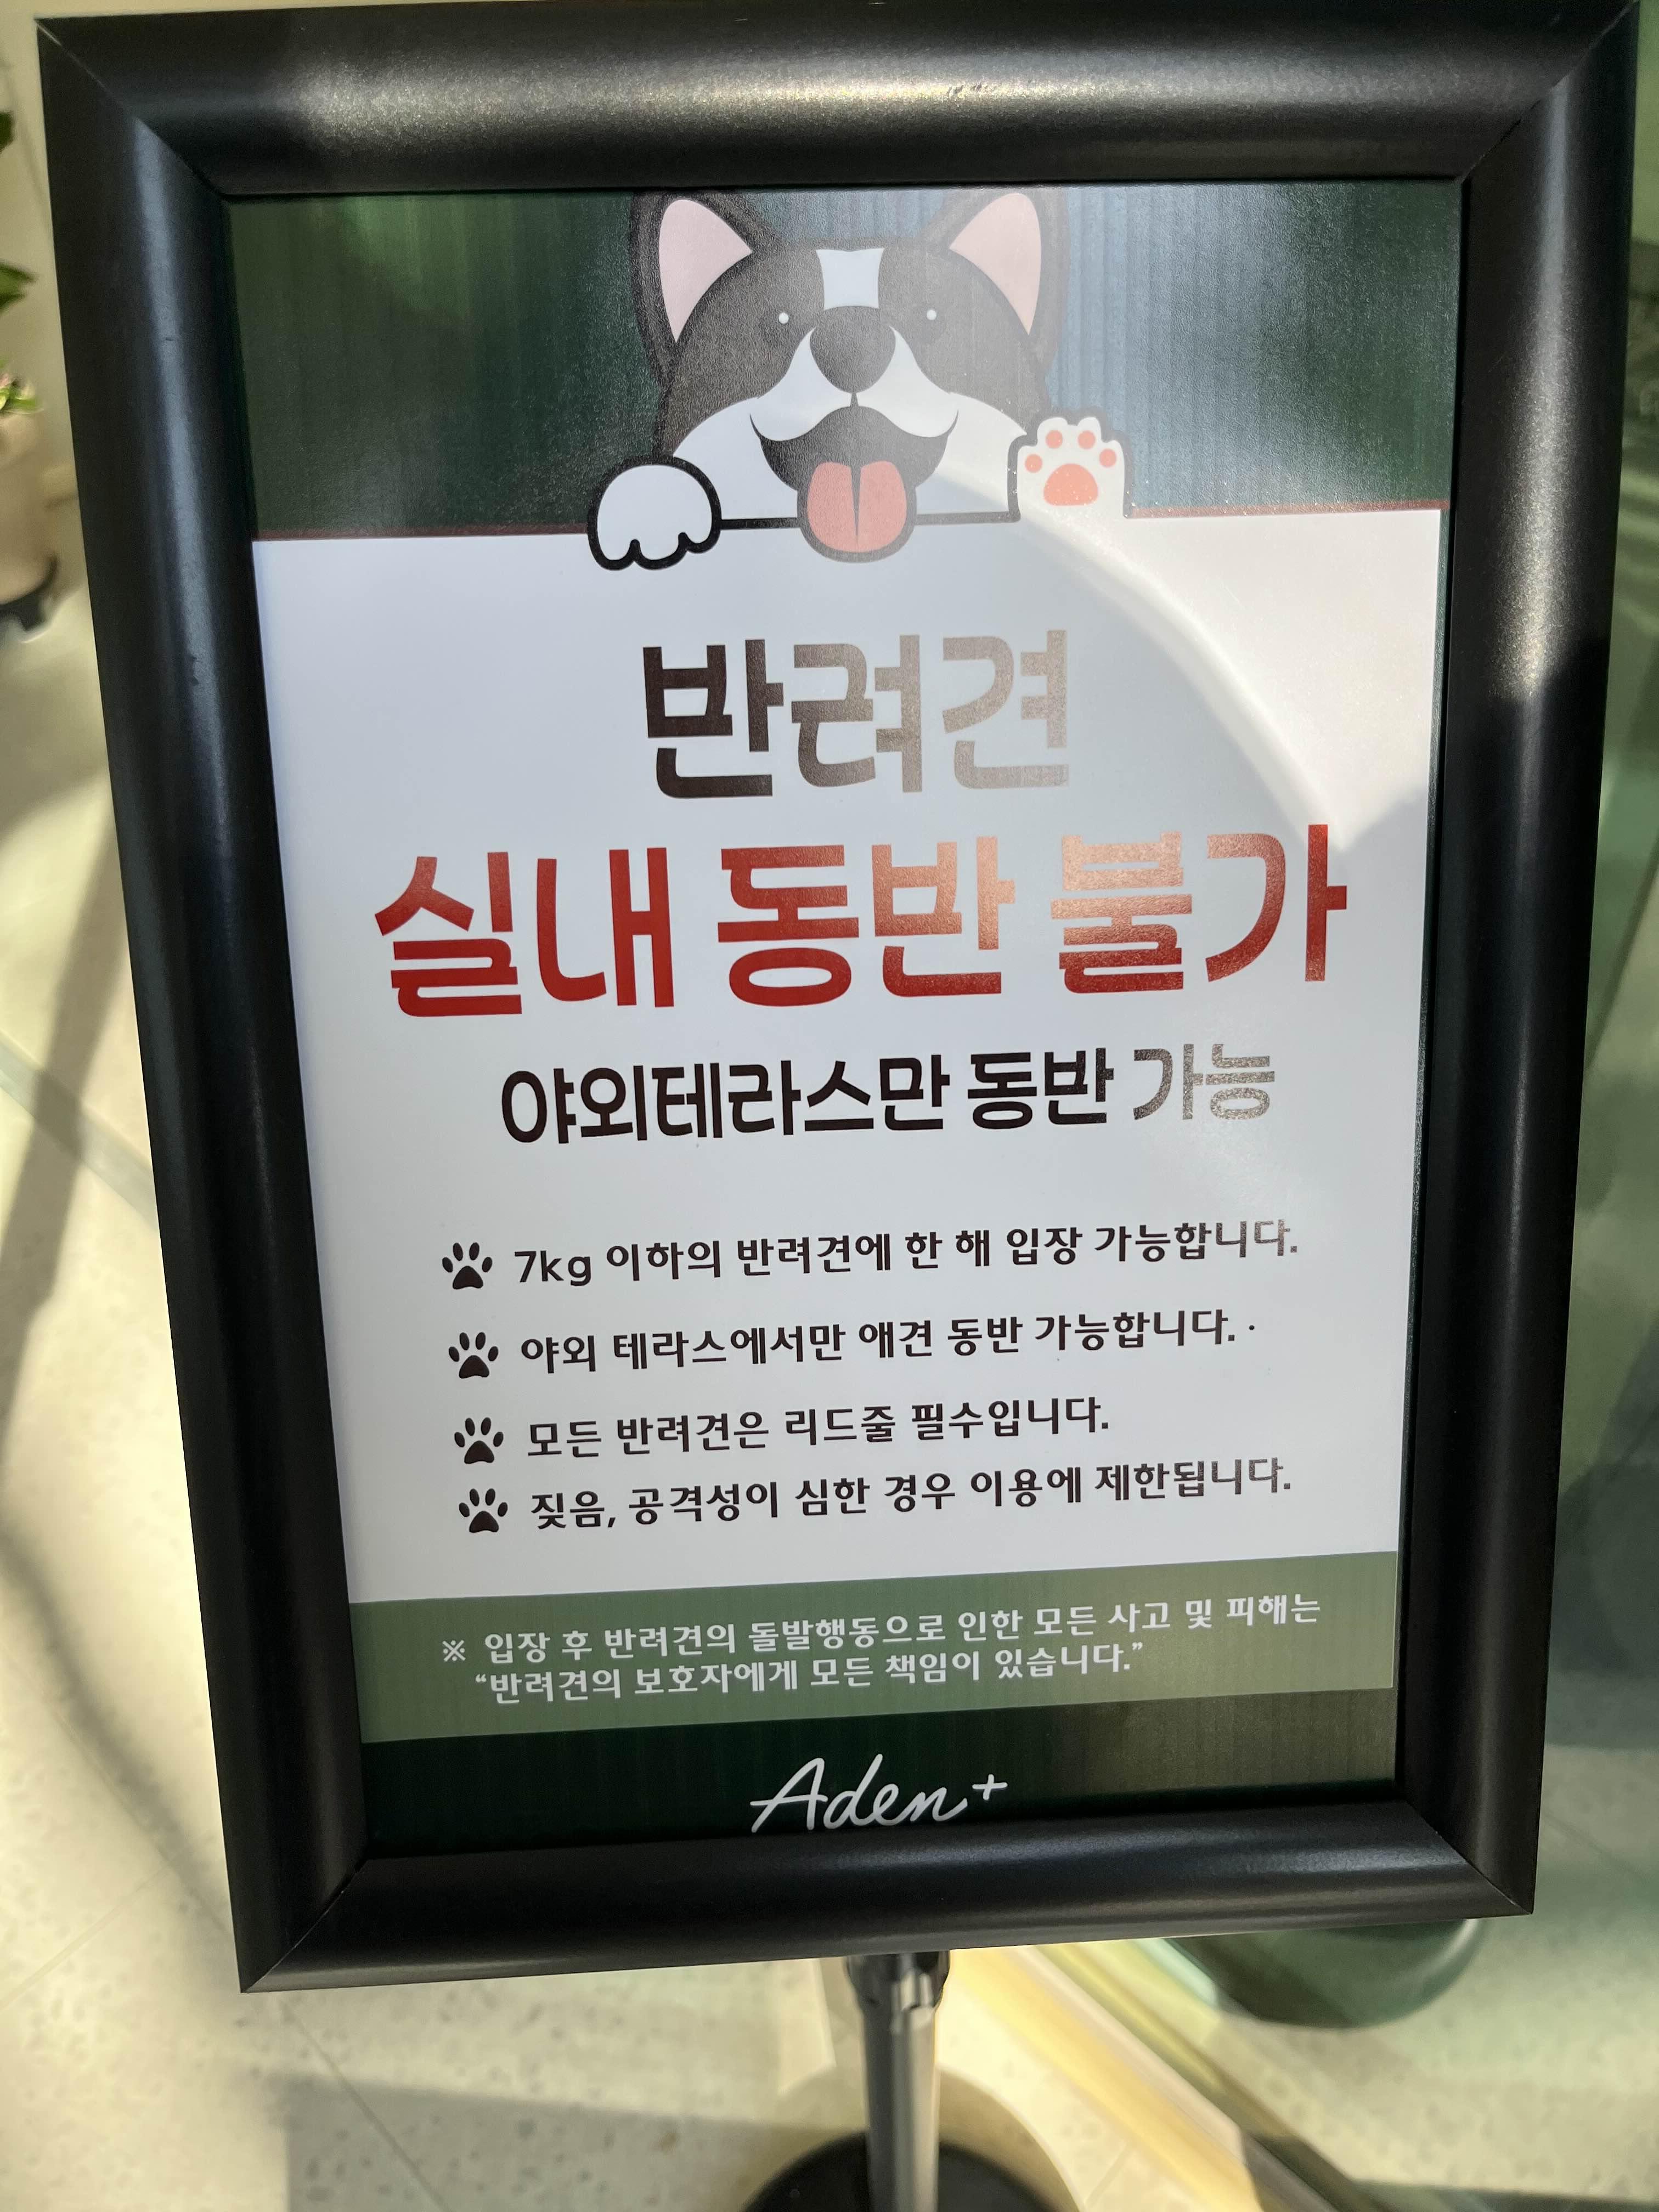 반려견
실내 동반 불가
야외테라스만 동반 가능
7kg 이하의 반려견에 한 해 입장 가능합니다.
야외 테라스에서만 애견 동반 가능합니다. ·
모든 반려견은 리드줄 필수입니다.
짖음, 공격성이 심한 경우 이용에 제한됩니다.
※ 입장 후 반려견의 돌발행동으로 인한 모든 사고 및 피해는
“반려견의 보호자에게 모든 책임이 있습니다.”
Aden+